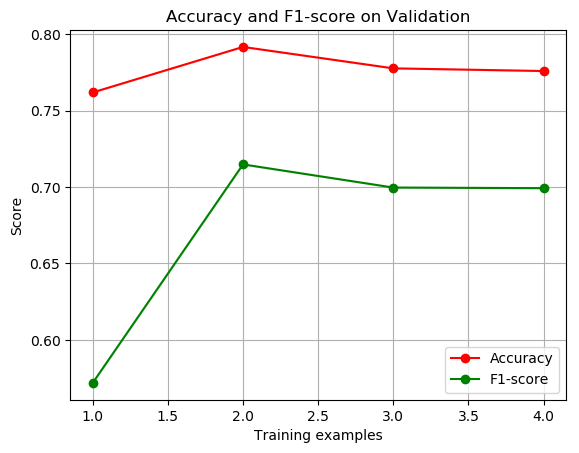 Accuracy and F1-score on Validation
0.80
0.75
0.70
0.65
0.60
Score
1.0 1.5 2.0 2.5 3.0 3.5 4.0
Training examples
Accuracy
F1-score